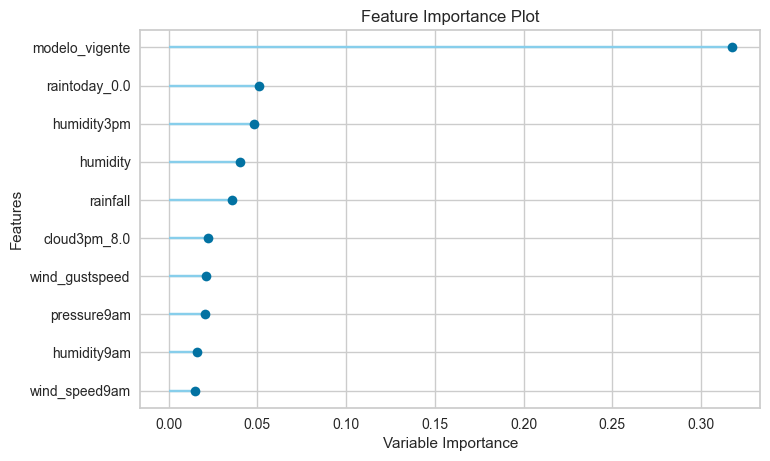 Feature Importance Plot
Features
modelo_vigente
raintoday_0.0
humidity3pm
humidity
rainfall
cloud3pm_8.0
wind_gustspeed
pressure9am
humidity9am
wind_speed9am
0.00 0.05 0.10 0.15 0.20 0.25 0.30
Variable Importance